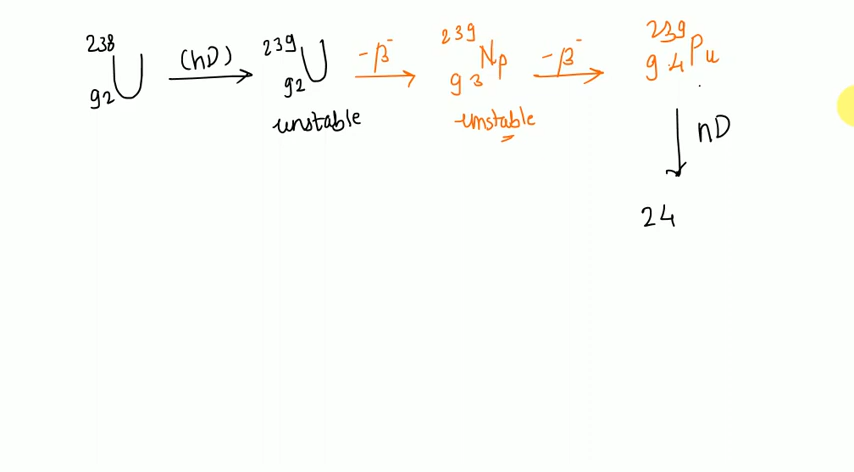 238 92 U (nD) → 239 92 U -β⁻ → 239 93 Np -β⁻ → 239 94 Pu
unstable unstable
↓ nD
24